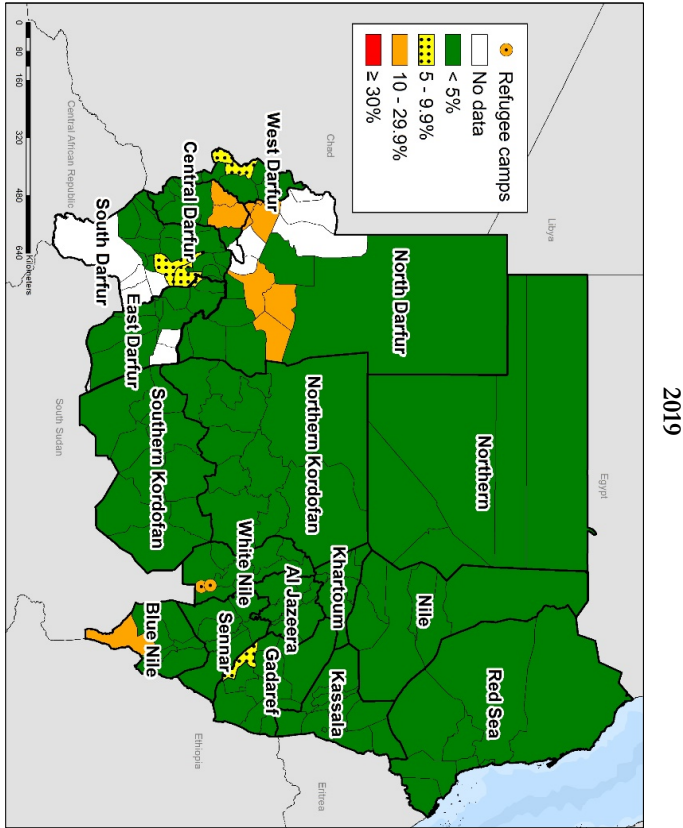 2019
Refugee camps
No data
< 5%
5 - 9.9%
10 - 29.9%
≥ 30%
0 80 160 320 480 640
Kilometers
Libya
Egypt
Chad
Central African Republic
South Sudan
Ethiopia
Eritrea
Northern
Red Sea
Nile
North Darfur
Northern Kordofan
Khartoum
Kassala
Al Jazeera
Gadaref
White Nile
Sennar
Blue Nile
West Darfur
Central Darfur
South Darfur
East Darfur
Southern Kordofan